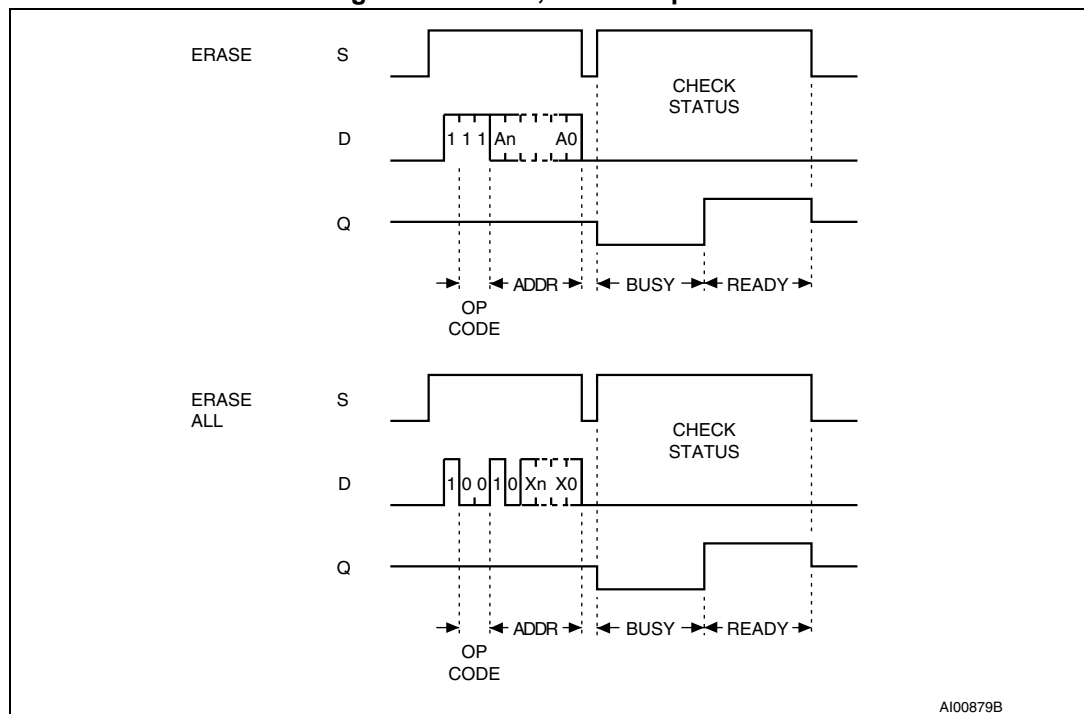 ERASE S
CHECK
STATUS
D 1 1 1 An A0
Q
ADDR BUSY READY
OP
CODE
ERASE
ALL S
CHECK
STATUS
D 1 0 0 1 0 Xn X0
Q
ADDR BUSY READY
OP
CODE
AI00879B